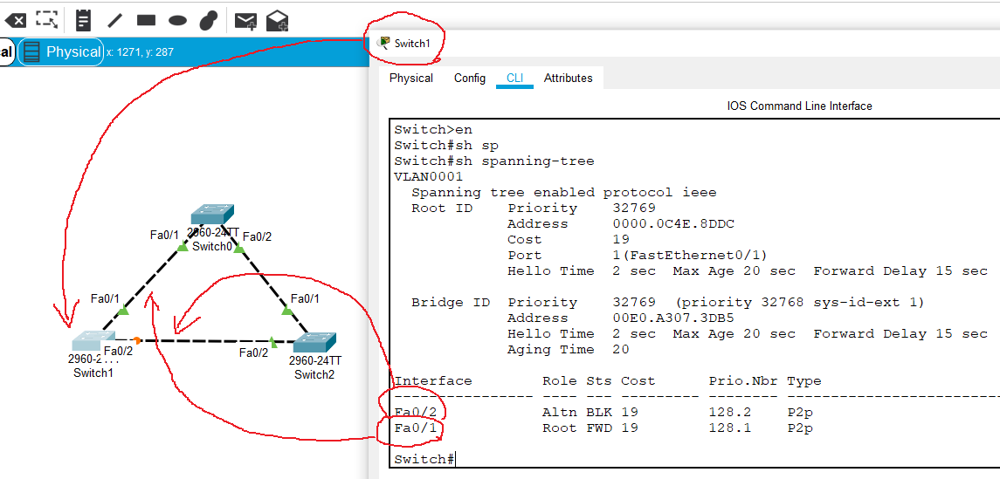 al
Physical x: 1271, y: 287
Fa0/1
2960-24TT
Fa0/2
Switch0
Fa0/1
Fa0/1
Fa0/2
Switch1
Fa0/2
2960-24TT
Switch2
Switch1
Physical Config CLI Attributes
IOS Command Line Interface
Switch>en
Switch#sh sp
Switch#sh spanning-tree
VLAN0001
Spanning tree enabled protocol ieee
Root ID Priority 32769
Address 0000.0C4E.8DDC
Cost 19
Port 1(FastEthernet0/1)
Hello Time 2 sec Max Age 20 sec Forward Delay 15 sec
Bridge ID Priority 32769 (priority 32768 sys-id-ext 1)
Address 00E0.A307.3DB5
Hello Time 2 sec Max Age 20 sec Forward Delay 15 sec
Aging Time 20
Interface Role Sts Cost Prio.Nbr Type
---------------- ---- --- --------- -------- --------------------------
Fa0/2 Altn BLK 19 128.2 P2p
Fa0/1 Root FWD 19 128.1 P2p
Switch#